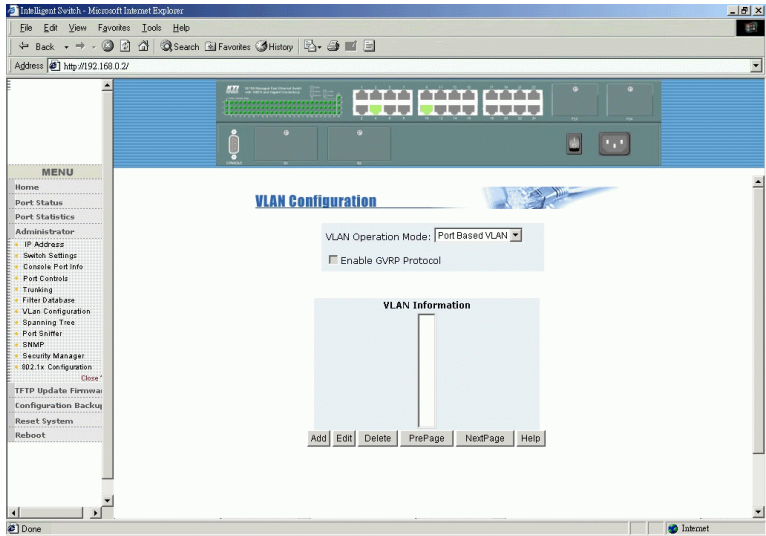 Intelligent Switch - Microsoft Internet Explorer
File Edit View Favorites Tools Help
Back Search Favorites History
Address http://192.168.0.2/
MENU
Home
Port Status
Port Statistics
Administrator
IP Address
Switch Settings
Console Port Info
Port Controls
Trunking
Filter Database
VLan Configuration
Spanning Tree
Port Sniffer
SNMP
Security Manager
802.1x Configuration
Close
TFTP Update Firmwa
Configuration Backup
Reset System
Reboot
VLAN Configuration
VLAN Operation Mode: Port Based VLAN
Enable GVRP Protocol
VLAN Information
Add Edit Delete PrePage NextPage Help
Done Internet